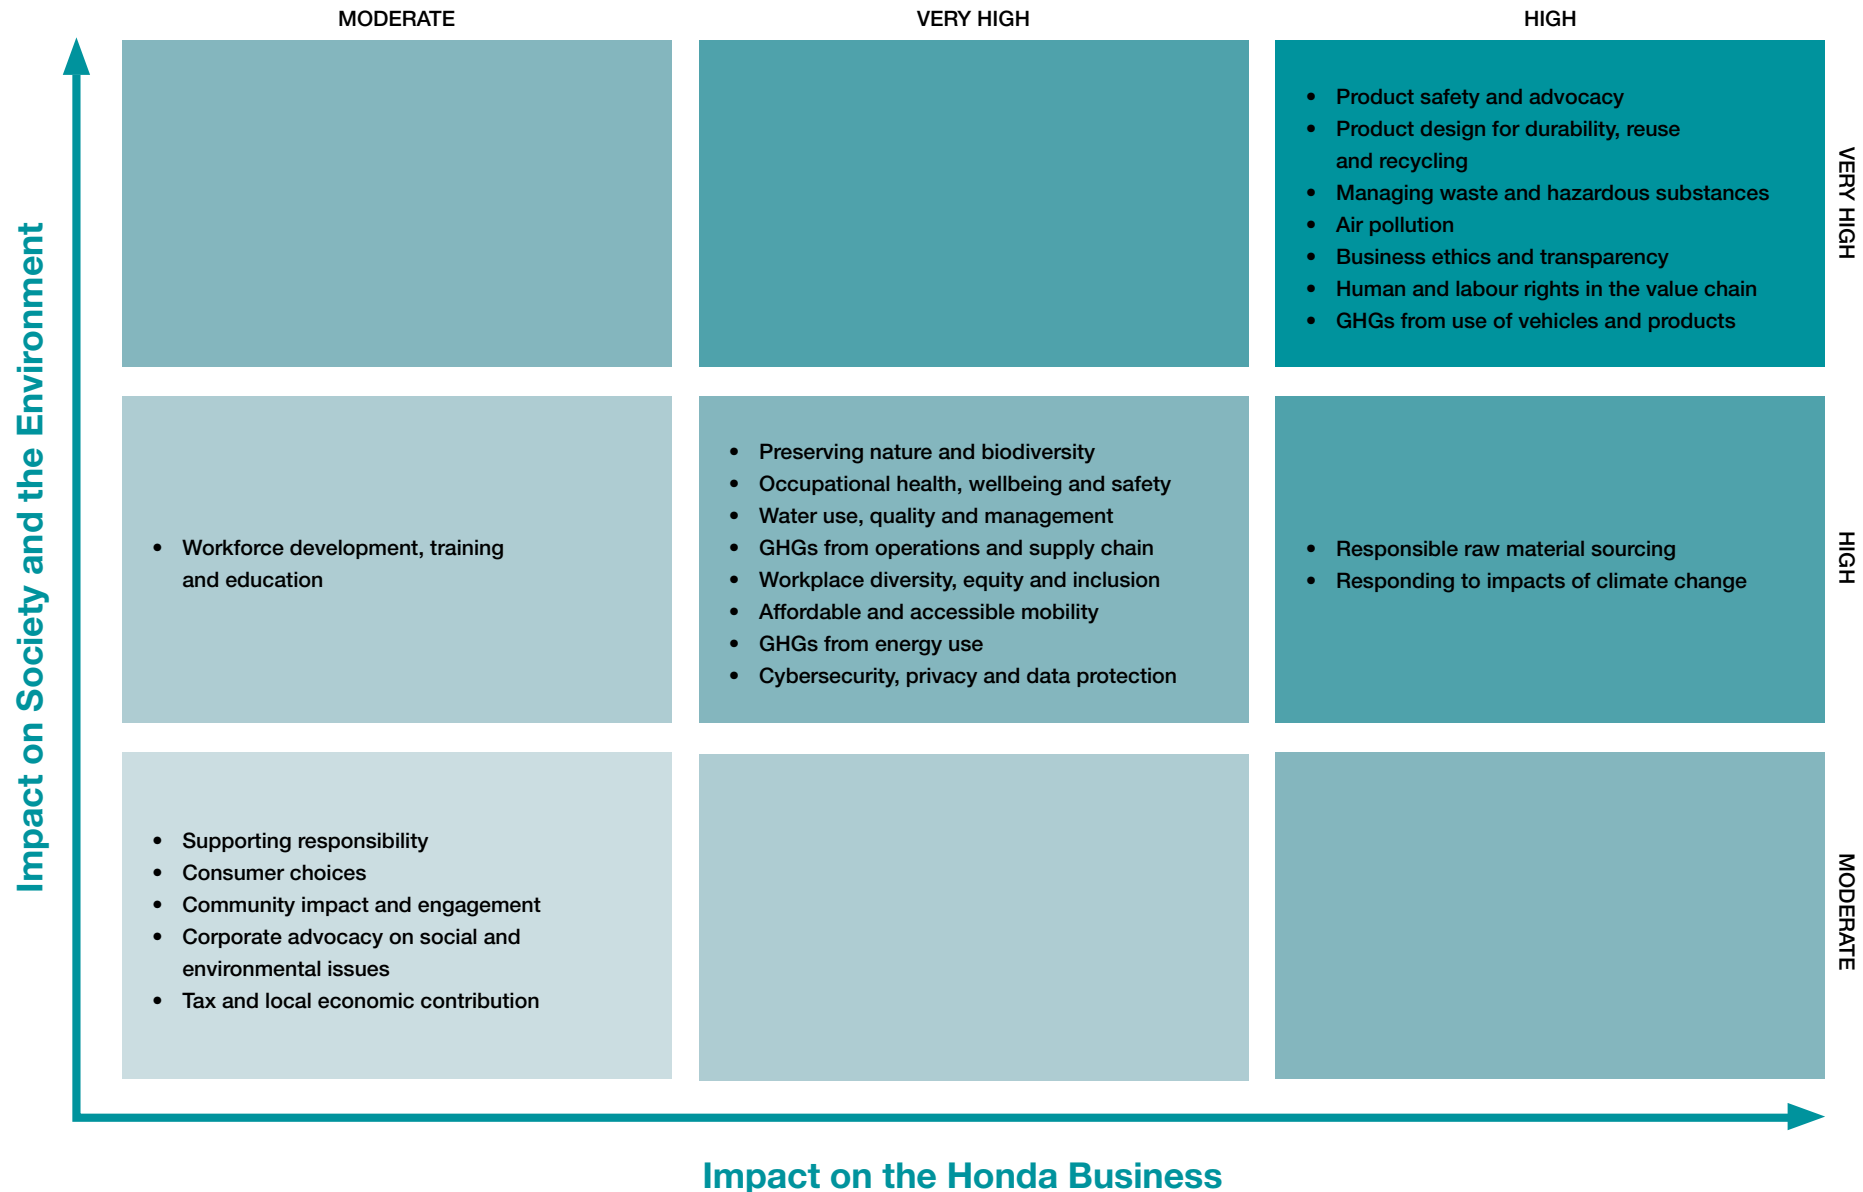 MODERATE
VERY HIGH
HIGH
• Product safety and advocacy
• Product design for durability, reuse
and recycling
• Managing waste and hazardous substances
• Air pollution
• Business ethics and transparency
• Human and labour rights in the value chain
• GHGs from use of vehicles and products
VERY HIGH
• Workforce development, training
and education
• Preserving nature and biodiversity
• Occupational health, wellbeing and safety
• Water use, quality and management
• GHGs from operations and supply chain
• Workplace diversity, equity and inclusion
• Affordable and accessible mobility
• GHGs from energy use
• Cybersecurity, privacy and data protection
• Responsible raw material sourcing
• Responding to impacts of climate change
HIGH
• Supporting responsibility
• Consumer choices
• Community impact and engagement
• Corporate advocacy on social and
environmental issues
• Tax and local economic contribution
MODERATE
Impact on Society and the Environment
Impact on the Honda Business